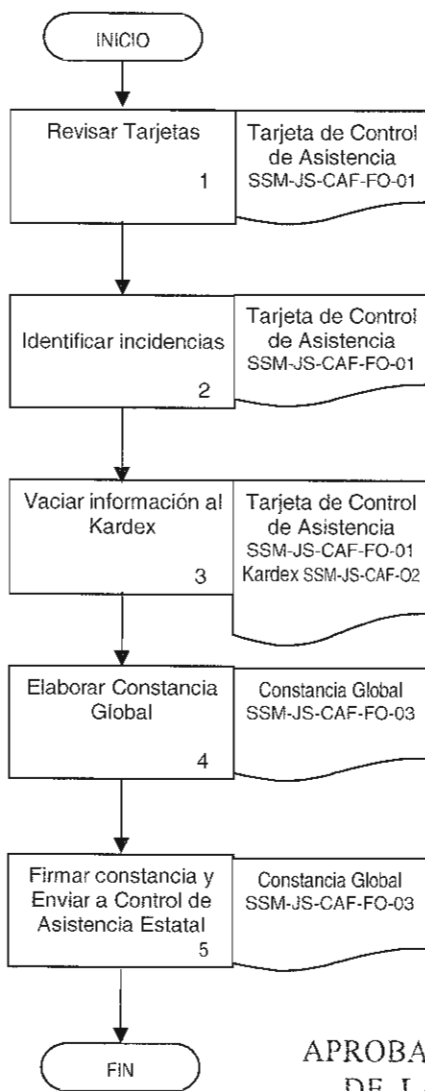 INICIO
Revisar Tarjetas
1
Tarjeta de Control
de Asistencia
SSM-JS-CAF-FO-01
Identificar incidencias
2
Tarjeta de Control
de Asistencia
SSM-JS-CAF-FO-01
Vaciar información al
Kardex
3
Tarjeta de Control
de Asistencia
SSM-JS-CAF-FO-01
Kardex SSM-JS-CAF-O2
Elaborar Constancia
Global
4
Constancia Global
SSM-JS-CAF-FO-03
Firmar constancia y
Enviar a Control de
Asistencia Estatal
5
Constancia Global
SSM-JS-CAF-FO-03
FIN
APROBA